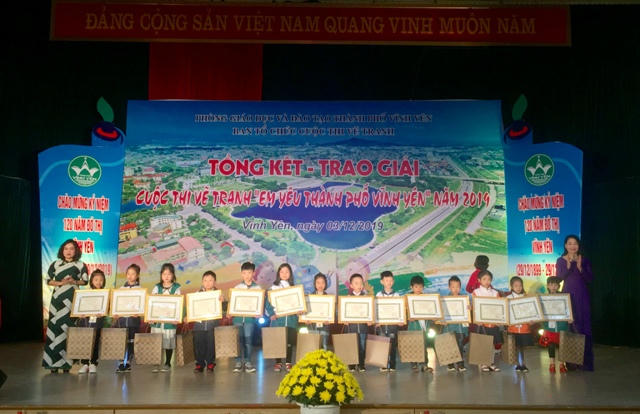 ĐẢNG CỘNG SẢN VIỆT NAM QUANG VINH MUÔN NĂM
PHÒNG GIÁO DỤC VÀ ĐÀO TẠO THÀNH PHỐ VĨNH YÊN
BAN TỔ CHỨC CUỘC THI VẼ TRANH
TỔNG KẾT - TRAO GIẢI
CUỘC THI VẼ TRANH "EM YÊU THÀNH PHỐ VĨNH YÊN" NĂM 2019
Vĩnh Yên, ngày 03/12/2019
CHÀO MỪNG KỶ NIỆM
120 NĂM ĐÔ THỊ
VĨNH YÊN
CHÀO MỪNG KỶ NIỆM
120 NĂM ĐÔ THỊ
VĨNH YÊN
(29/12/1899 -